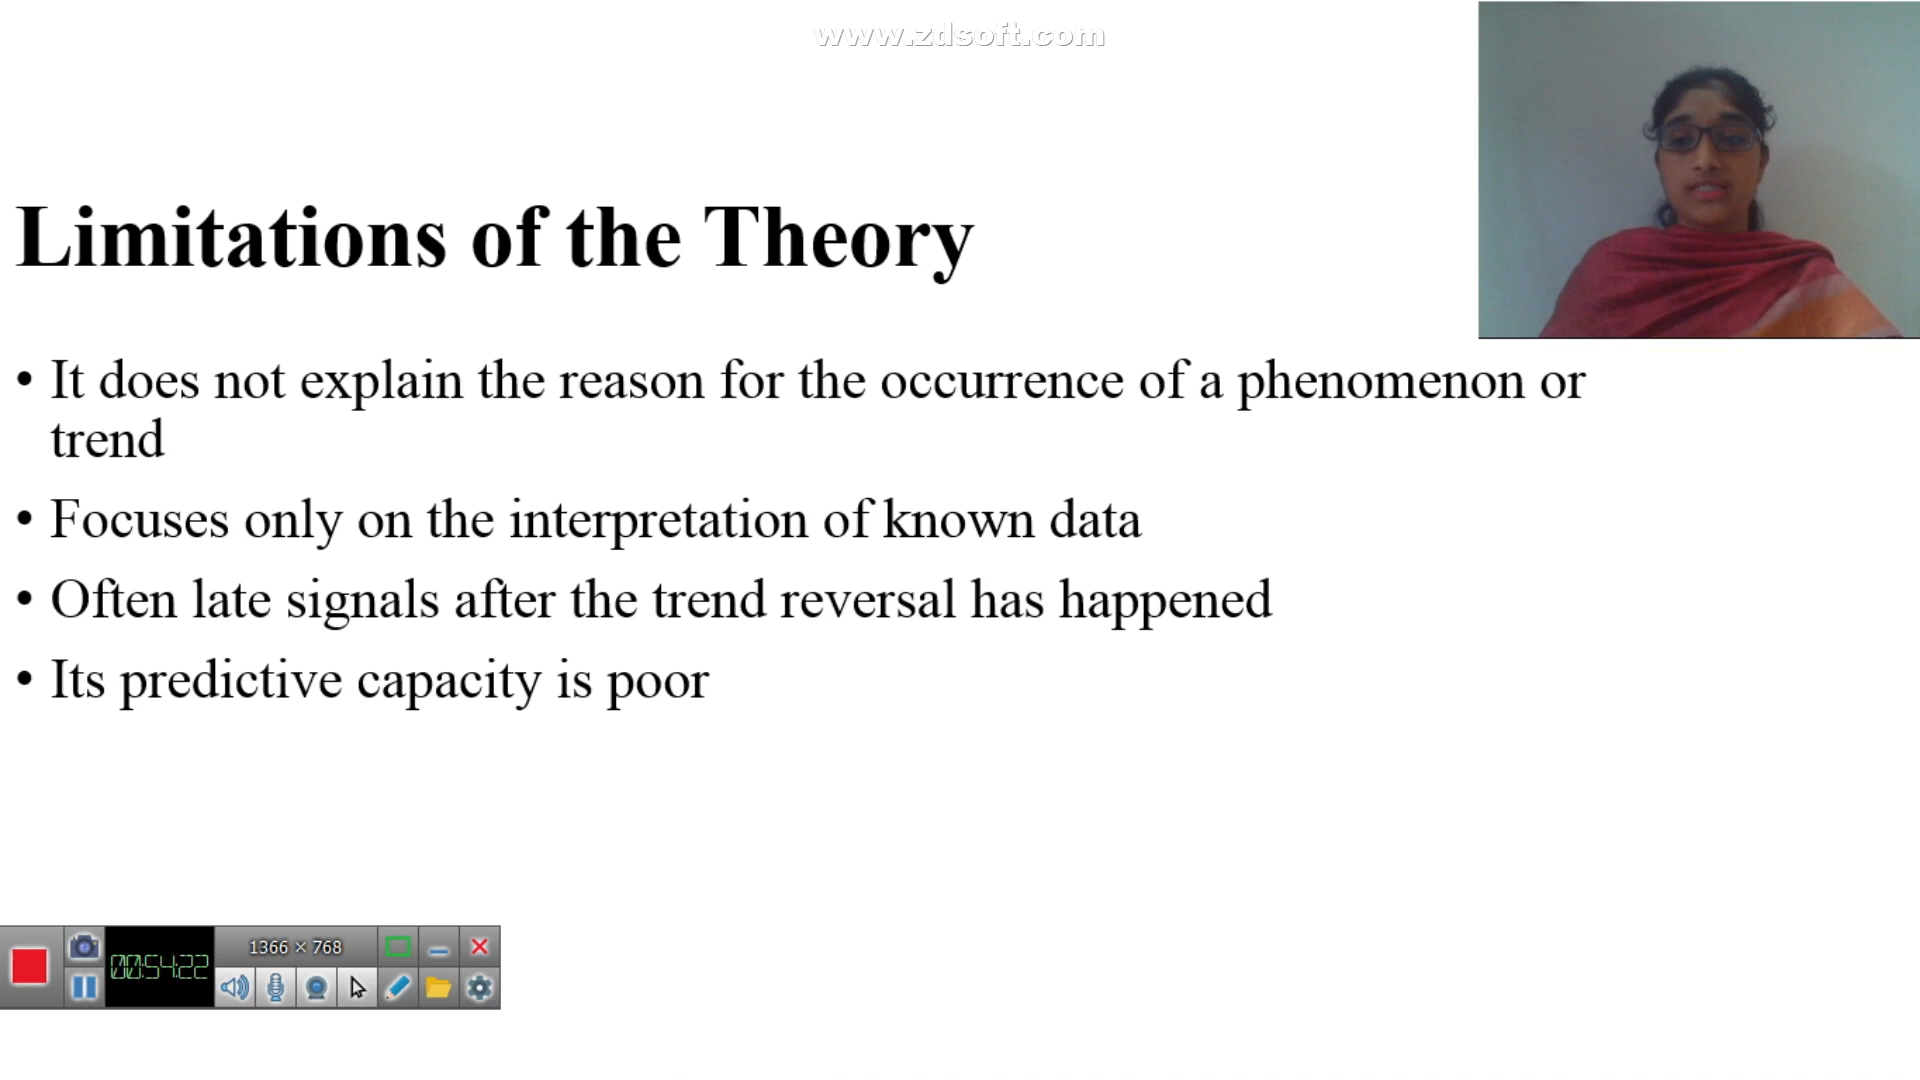 www.zdsoft.com
Limitations of the Theory
• It does not explain the reason for the occurrence of a phenomenon or
trend
• Focuses only on the interpretation of known data
• Often late signals after the trend reversal has happened
• Its predictive capacity is poor
1366 × 768
00:54:22